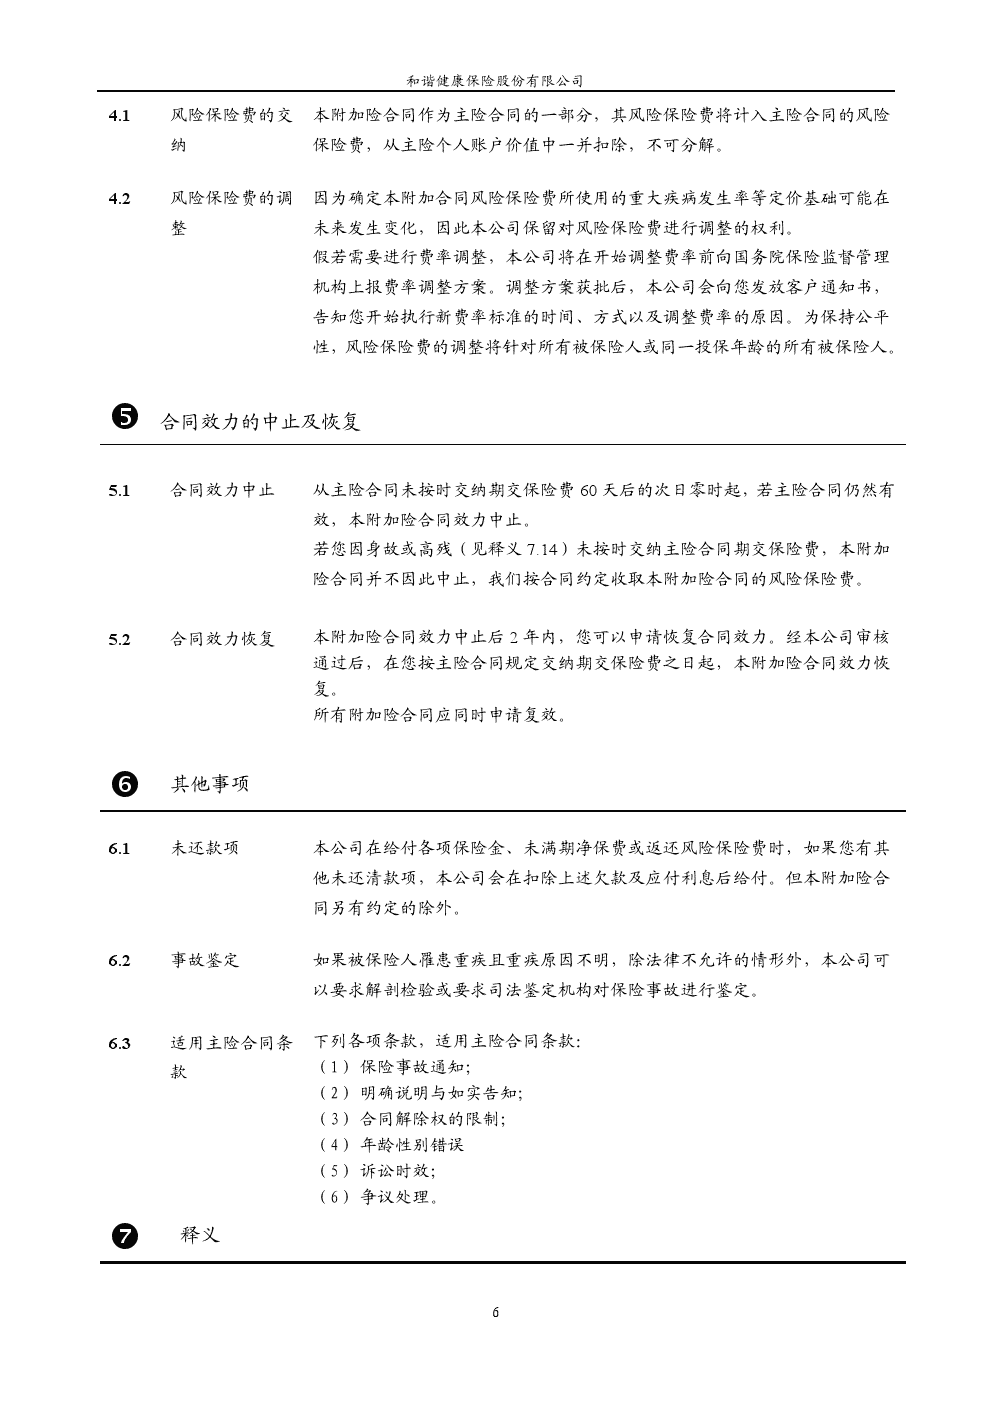 和谐健康保险股份有限公司
4.1 风险保险费的交 本附加险合同作为主险合同的一部分，其风险保险费将计入主险合同的风险
纳 保险费，从主险个人账户价值中一并扣除，不可分解。
4.2 风险保险费的调 因为确定本附加合同风险保险费所使用的重大疾病发生率等定价基础可能在
整 未来发生变化，因此本公司保留对风险保险费进行调整的权利。
假若需要进行费率调整，本公司将在开始调整费率前向国务院保险监督管理
机构上报费率调整方案。调整方案获批后，本公司会向您发放客户通知书，
告知您开始执行新费率标准的时间、方式以及调整费率的原因。为保持公平
性，风险保险费的调整将针对所有被保险人或同一投保年龄的所有被保险人。
❺ 合同效力的中止及恢复
5.1 合同效力中止 从主险合同未按时交纳期交保险费 60 天后的次日零时起，若主险合同仍然有
效，本附加险合同效力中止。
若您因身故或高残（见释义 7.14）未按时交纳主险合同期交保险费，本附加
险合同并不因此中止，我们按合同约定收取本附加险合同的风险保险费。
5.2 合同效力恢复 本附加险合同效力中止后 2 年内，您可以申请恢复合同效力。经本公司审核
通过后，在您按主险合同规定交纳期交保险费之日起，本附加险合同效力恢
复。
所有附加险合同应同时申请复效。
❻ 其他事项
6.1 未还款项 本公司在给付各项保险金、未满期净保费或返还风险保险费时，如果您有其
他未还清款项，本公司会在扣除上述欠款及应付利息后给付。但本附加险合
同另有约定的除外。
6.2 事故鉴定 如果被保险人罹患重疾且重疾原因不明，除法律不允许的情形外，本公司可
以要求解剖检验或要求司法鉴定机构对保险事故进行鉴定。
6.3 适用主险合同条 下列各项条款，适用主险合同条款：
款 （1） 保险事故通知；
（2） 明确说明与如实告知；
（3） 合同解除权的限制；
（4） 年龄性别错误
（5） 诉讼时效；
（6） 争议处理。
❼ 释义
6